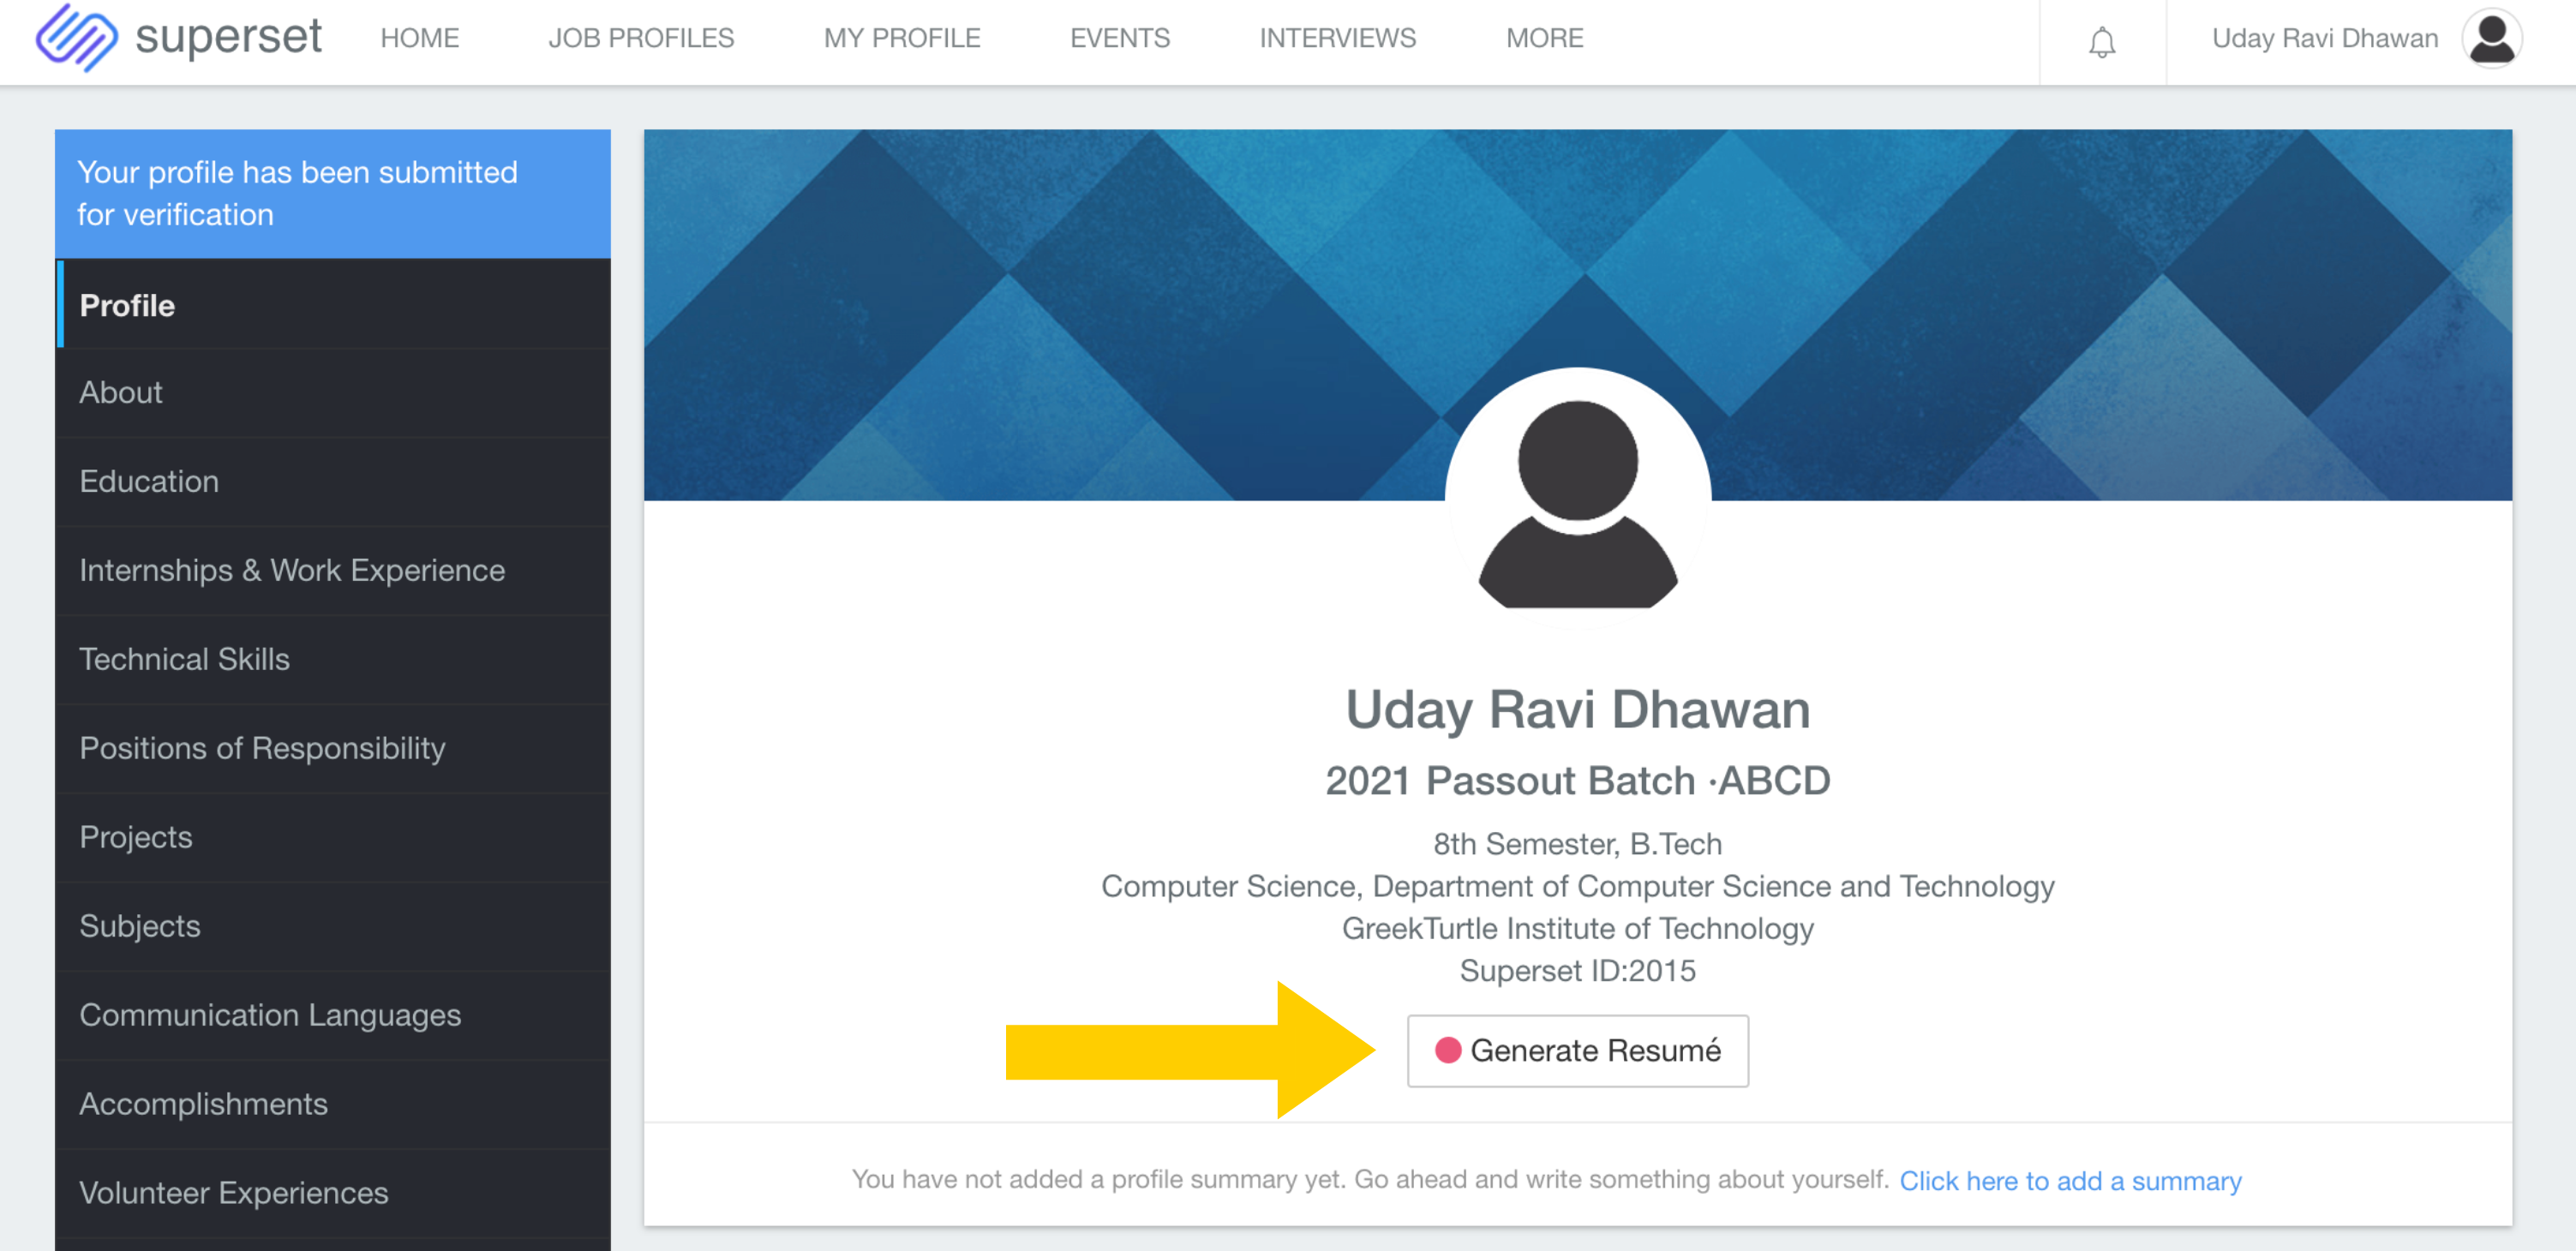 superset
HOME
JOB PROFILES
MY PROFILE
EVENTS
INTERVIEWS
MORE
Uday Ravi Dhawan
Your profile has been submitted
for verification
Profile
About
Education
Internships & Work Experience
Technical Skills
Positions of Responsibility
Projects
Subjects
Communication Languages
Accomplishments
Volunteer Experiences
Uday Ravi Dhawan
2021 Passout Batch ·ABCD
8th Semester, B.Tech
Computer Science, Department of Computer Science and Technology
GreekTurtle Institute of Technology
Superset ID:2015
Generate Resumé
You have not added a profile summary yet. Go ahead and write something about yourself. Click here to add a summary